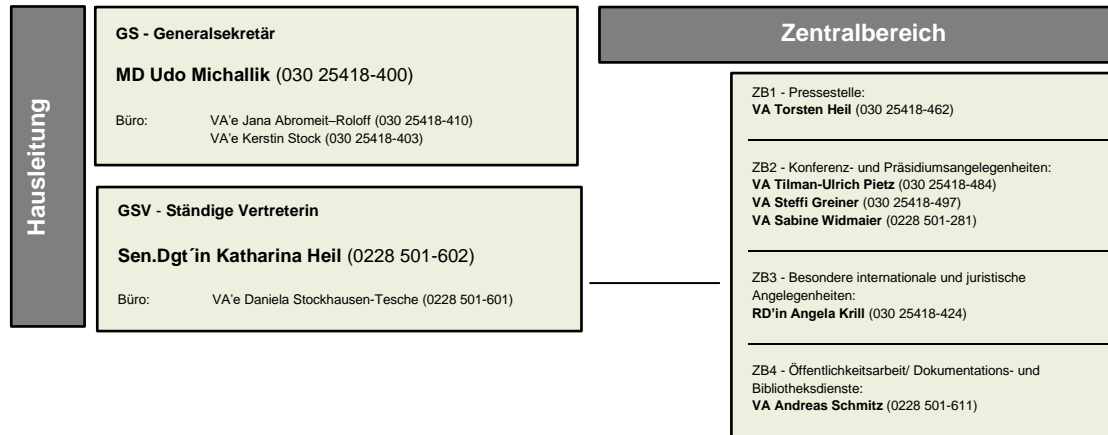 Hausleitung
GS - Generalsekretär
MD Udo Michallik (030 25418-400)
Büro: VA'e Jana Abromeit–Roloff (030 25418-410)
VA'e Kerstin Stock (030 25418-403)
GSV - Ständige Vertreterin
Sen.Dgt´in Katharina Heil (0228 501-602)
Büro: VA'e Daniela Stockhausen-Tesche (0228 501-601)
Zentralbereich
ZB1 - Pressestelle:
VA Torsten Heil (030 25418-462)
ZB2 - Konferenz- und Präsidiumsangelegenheiten:
VA Tilman-Ulrich Pietz (030 25418-484)
VA Steffi Greiner (030 25418-497)
VA Sabine Widmaier (0228 501-281)
ZB3 - Besondere internationale und juristische
Angelegenheiten:
RD'in Angela Krill (030 25418-424)
ZB4 - Öffentlichkeitsarbeit/ Dokumentations- und
Bibliotheksdienste:
VA Andreas Schmitz (0228 501-611)